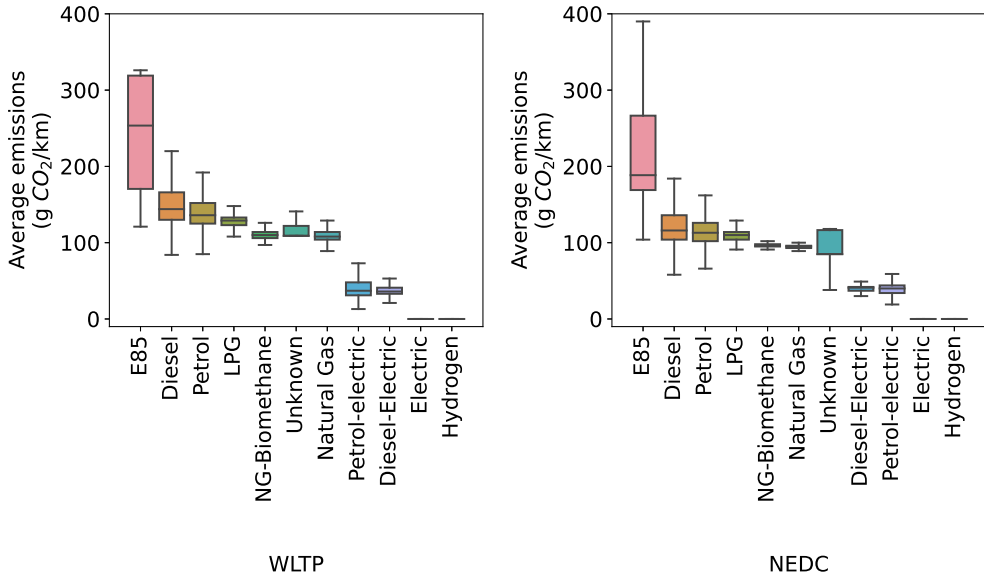 400
300
200
100
0
Average emissions
(g CO₂/km)
E85
Diesel
Petrol
LPG
NG-Biomethane
Unknown
Natural Gas
Petrol-electric
Diesel-Electric
Electric
Hydrogen
WLTP
400
300
200
100
0
Average emissions
(g CO₂/km)
E85
Diesel
Petrol
LPG
NG-Biomethane
Natural Gas
Unknown
Diesel-Electric
Petrol-electric
Electric
Hydrogen
NEDC